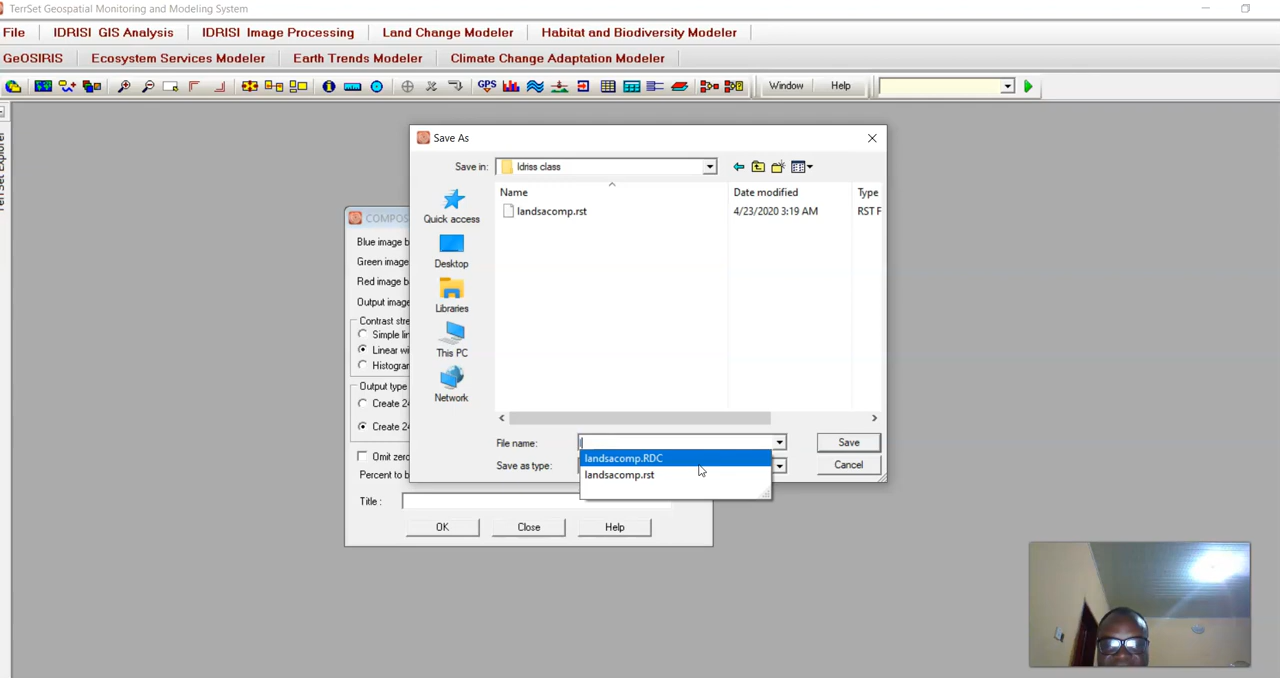 TerrSet Geospatial Monitoring and Modeling System
File IDRISI GIS Analysis IDRISI Image Processing Land Change Modeler Habitat and Biodiversity Modeler
GeOSIRIS Ecosystem Services Modeler Earth Trends Modeler Climate Change Adaptation Modeler
GPS Window Help
TerrSet Explorer
Save As
Save in: Idriss class
Name Date modified Type
landsacomp.rst 4/23/2020 3:19 AM RST F
Quick access
Desktop
Libraries
This PC
Network
File name: l Save
landsacomp.RDC
Save as type: Cancel
landsacomp.rst
COMPOS
Blue image b
Green image
Red image ba
Output image
Contrast stre
Simple lin
Linear wi
Histogra
Output type
Create 24
Create 24
Omit zero
Percent to b
Title :
OK Close Help